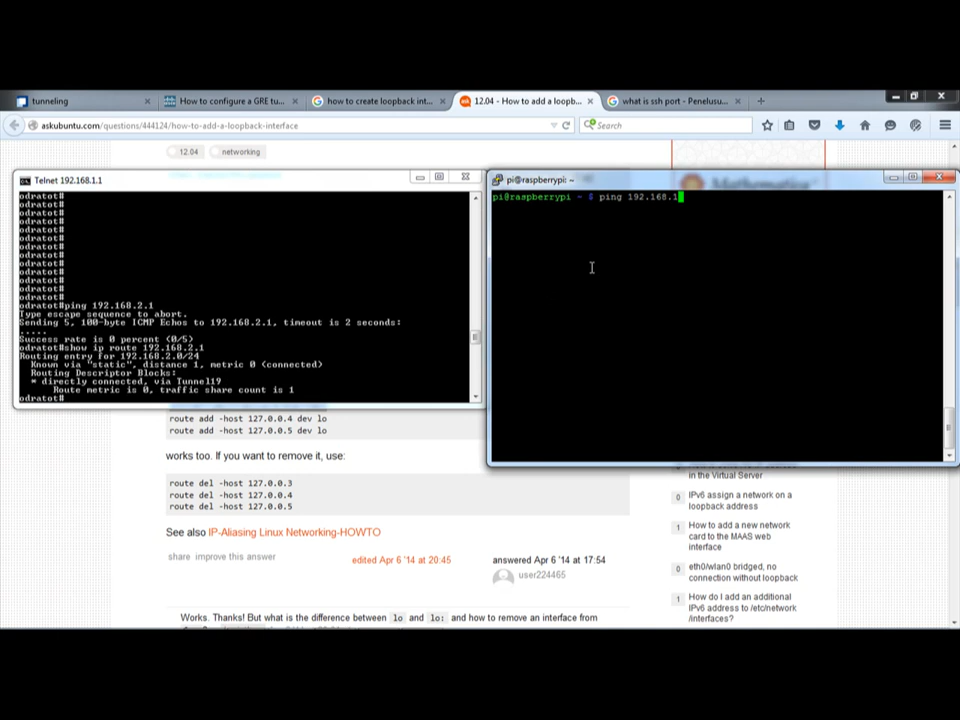 tunneling
How to configure a GRE tu...
how to create loopback int...
12.04 - How to add a loopb...
what is ssh port - Penelusu...
askubuntu.com/questions/444124/how-to-add-a-loopback-interface
Search
12.04
networking
Telnet 192.168.1.1
odratot#
odratot#
odratot#
odratot#
odratot#
odratot#
odratot#
odratot#
odratot#
odratot#
odratot#
odratot#
odratot#
odratot#ping 192.168.2.1
Type escape sequence to abort.
Sending 5, 100-byte ICMP Echos to 192.168.2.1, timeout is 2 seconds:
.....
Success rate is 0 percent (0/5)
odratot#show ip route 192.168.2.1
Routing entry for 192.168.2.0/24
Known via "static", distance 1, metric 0 (connected)
Routing Descriptor Blocks:
* directly connected, via Tunnel19
Route metric is 0, traffic share count is 1
odratot#
pi@raspberrypi: ~
pi@raspberrypi ~ $ ping 192.168.1
route add -host 127.0.0.4 dev lo
route add -host 127.0.0.5 dev lo
works too. If you want to remove it, use:
route del -host 127.0.0.3
route del -host 127.0.0.4
route del -host 127.0.0.5
See also IP-Aliasing Linux Networking-HOWTO
share improve this answer
edited Apr 6 '14 at 20:45
answered Apr 6 '14 at 17:54
user224465
Works. Thanks! But what is the difference between lo and lo: and how to remove an interface from
in the Virtual Server
0 IPv6 assign a network on a
loopback address
1 How to add a new network
card to the MAAS web
interface
0 eth0/wlan0 bridged, no
connection without loopback
1 How do I add an additional
IPv6 address to /etc/network
/interfaces?